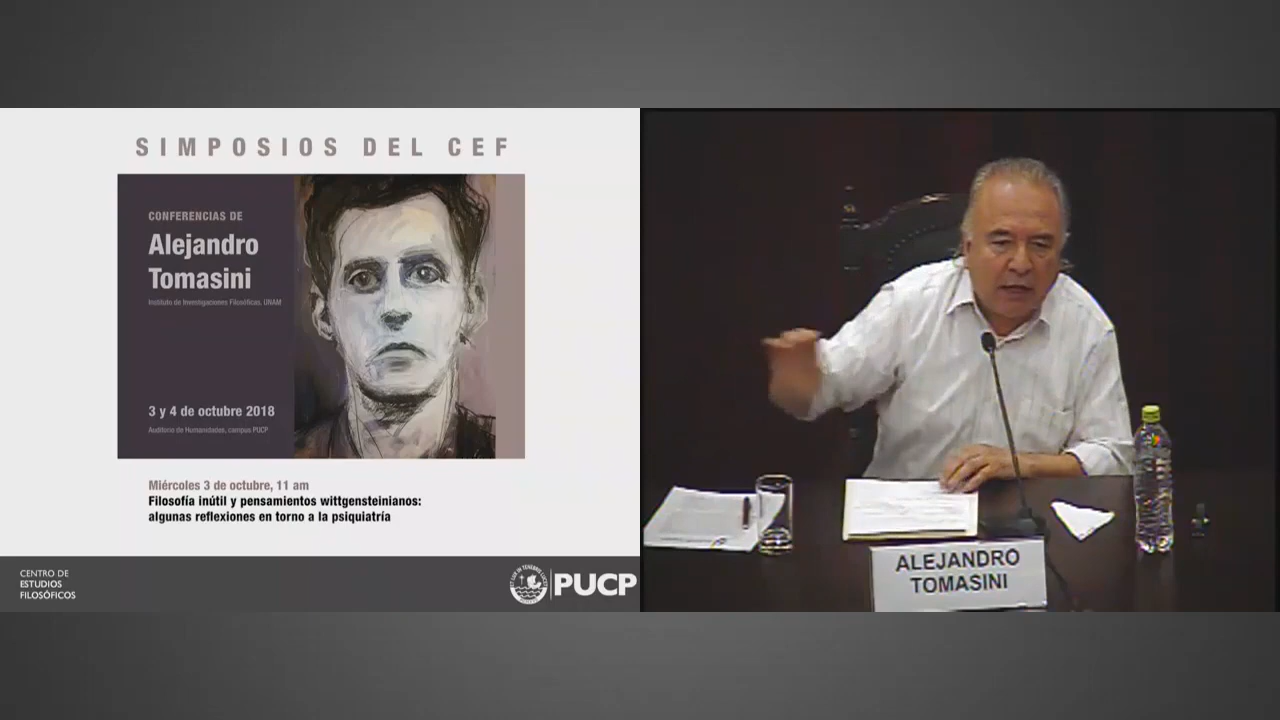 SIMPOSIOS DEL CEF
CONFERENCIAS DE
Alejandro
Tomasini
Instituto de Investigaciones Filosóficas, UNAM
3 y 4 de octubre 2018
Auditorio de Humanidades, campus PUCP
Miércoles 3 de octubre, 11 am
Filosofía inútil y pensamientos wittgensteinianos:
algunas reflexiones en torno a la psiquiatría
CENTRO DE
ESTUDIOS
FILOSÓFICOS
PUCP
ALEJANDRO
TOMASINI